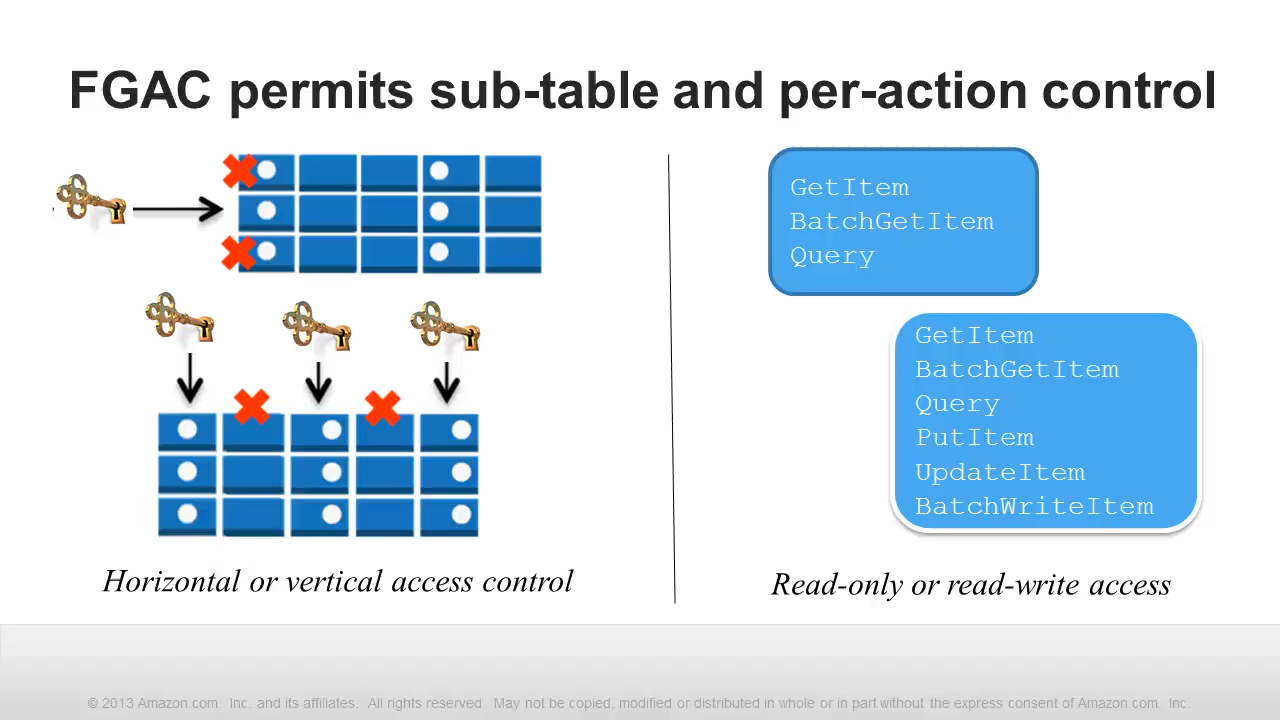 FGAC permits sub-table and per-action control
GetItem
BatchGetItem
Query
GetItem
BatchGetItem
Query
PutItem
UpdateItem
BatchWriteItem
Horizontal or vertical access control
Read-only or read-write access
© 2013 Amazon.com. Inc. and its affiliates. All rights reserved. May not be copied, modified or distributed in whole or in part without the express consent of Amazon.com. Inc.